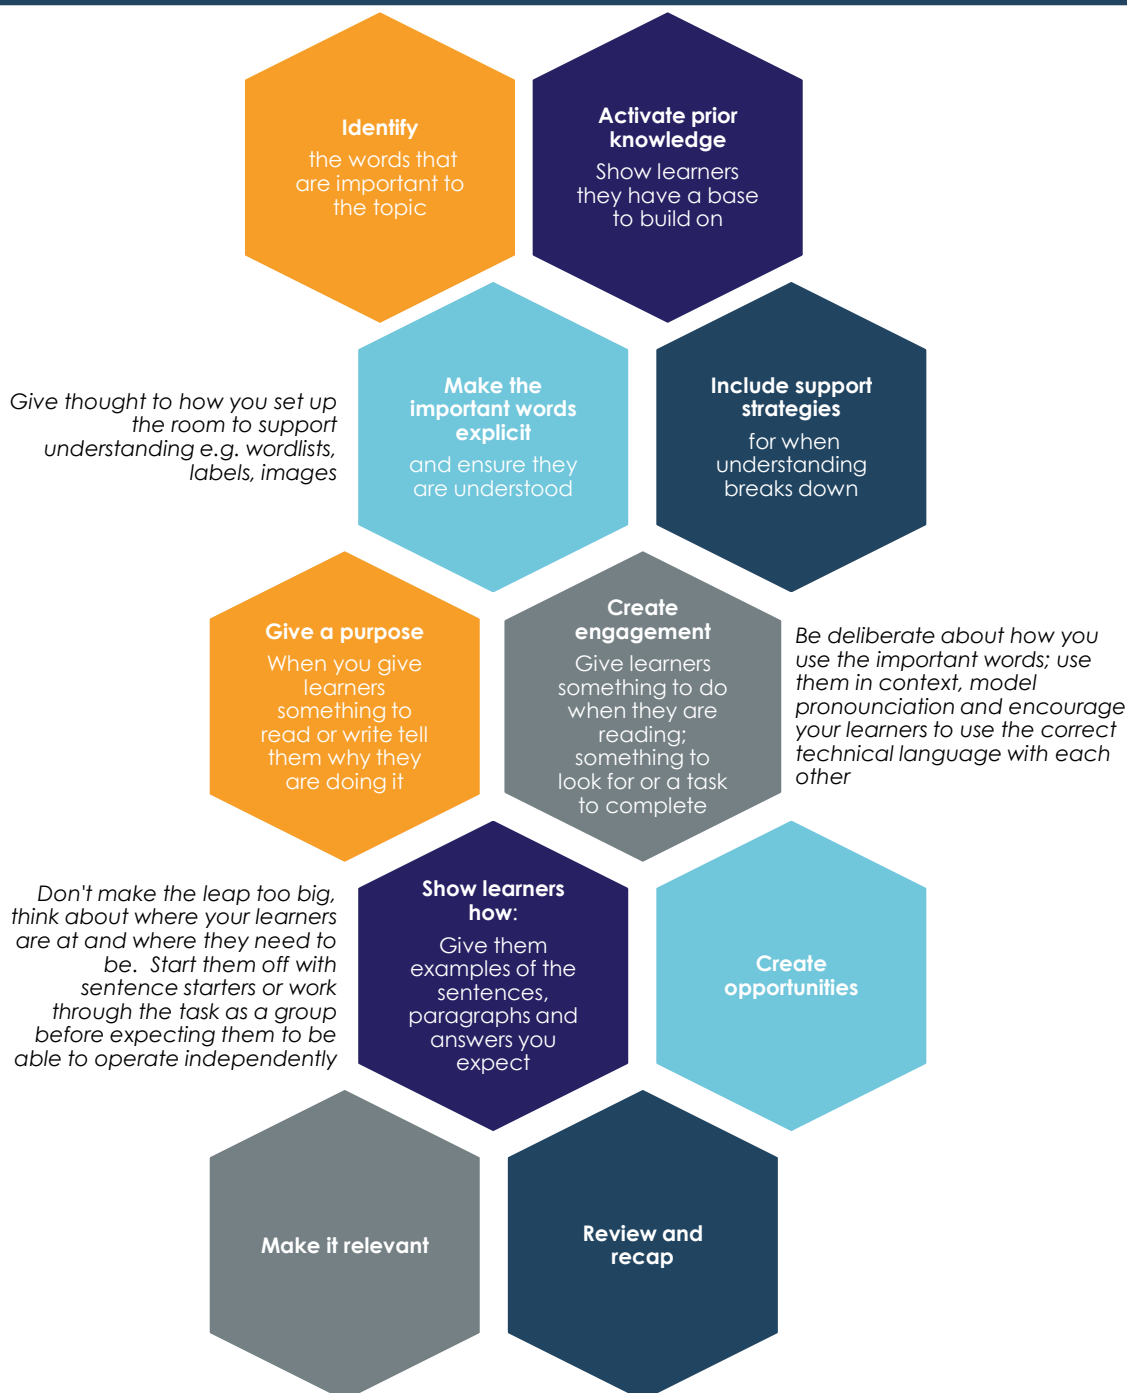 Identify
the words that
are important to
the topic
Activate prior
knowledge
Show learners
they have a base
to build on
Give thought to how you set up
the room to support
understanding e.g. wordlists,
labels, images
Make the
important words
explicit
and ensure they
are understood
Include support
strategies
for when
understanding
breaks down
Give a purpose
When you give
learners
something to
read or write tell
them why they
are doing it
Create
engagement
Give learners
something to do
when they are
reading;
something to
look for or a task
to complete
Be deliberate about how you
use the important words; use
them in context, model
pronounciation and encourage
your learners to use the correct
technical language with each
other
Don't make the leap too big,
think about where your learners
are at and where they need to
be.  Start them off with
sentence starters or work
through the task as a group
before expecting them to be
able to operate independently
Show learners
how:
Give them
examples of the
sentences,
paragraphs and
answers you
expect
Create
opportunities
Make it relevant
Review and
recap